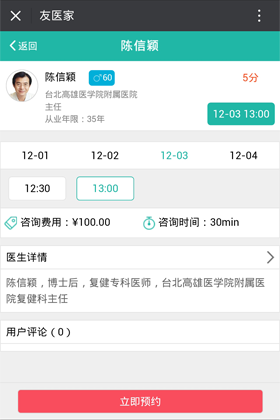 友医家
返回
陈信颖
陈信颖 60 5分
台北高雄医学院附属医院
主任
从业年限：35年
12-03 13:00
12-01 12-02 12-03 12-04
12:30 13:00
咨询费用：¥100.00 咨询时间：30min
医生详情
陈信颖，博士后，复健专科医师，台北高雄医学院附属医
院复健科主任
用户评论（0）
立即预约